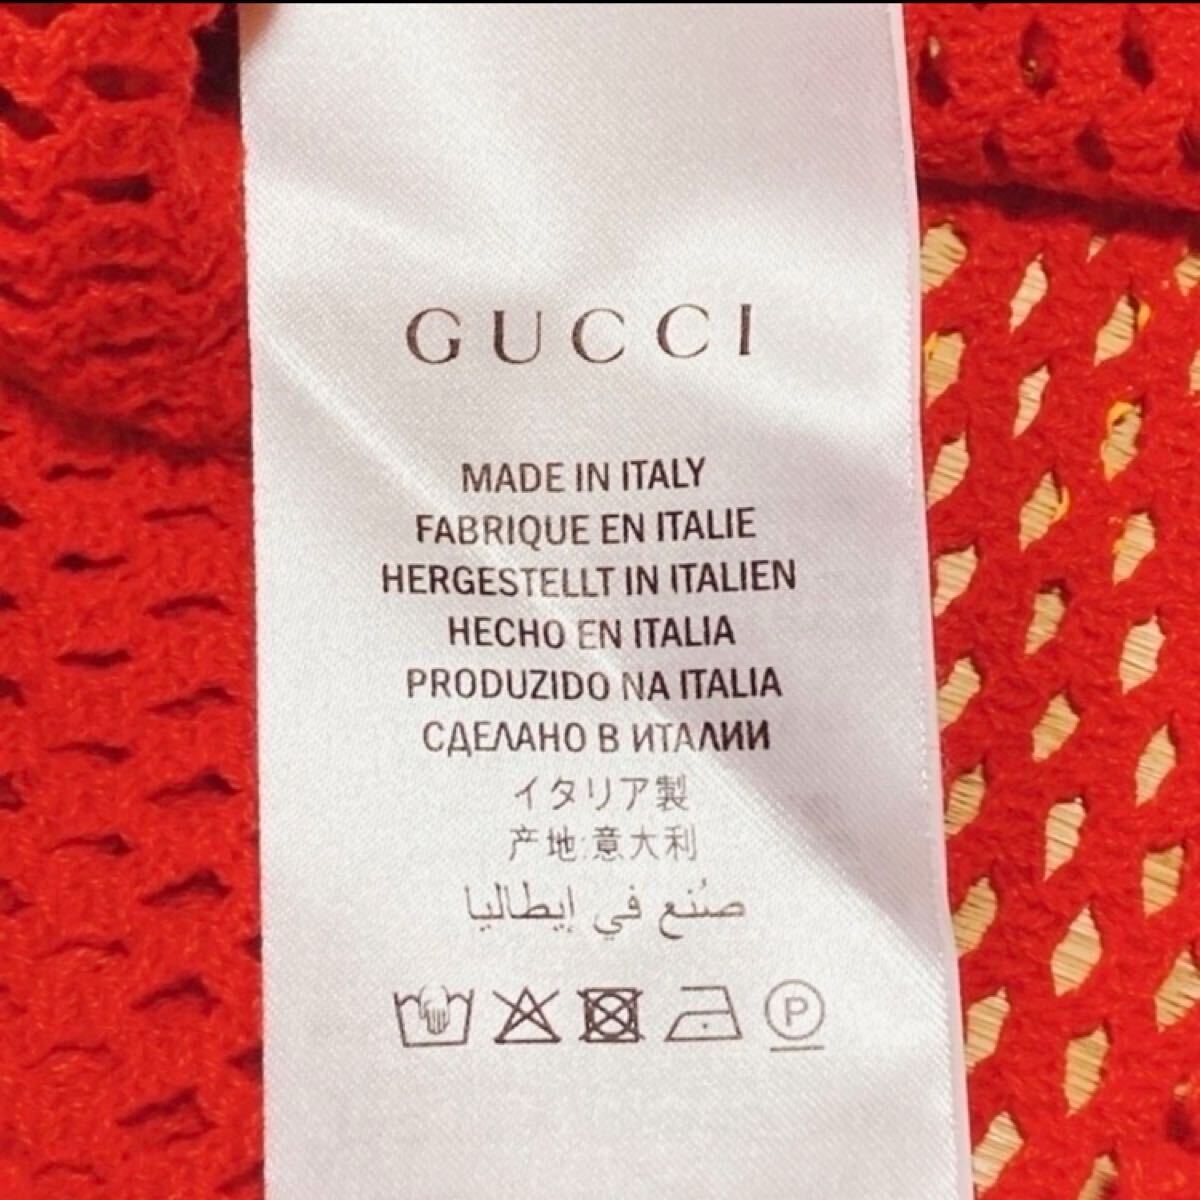 GUCCI
MADE IN ITALY
FABRIQUE EN ITALIE
HERGESTELLT IN ITALIEN
HECHO EN ITALIA
PRODUZIDO NA ITALIA
СДЕЛАНО В ИТАЛИИ
イタリア製
产地:意大利
صُنع في إيطاليا
P